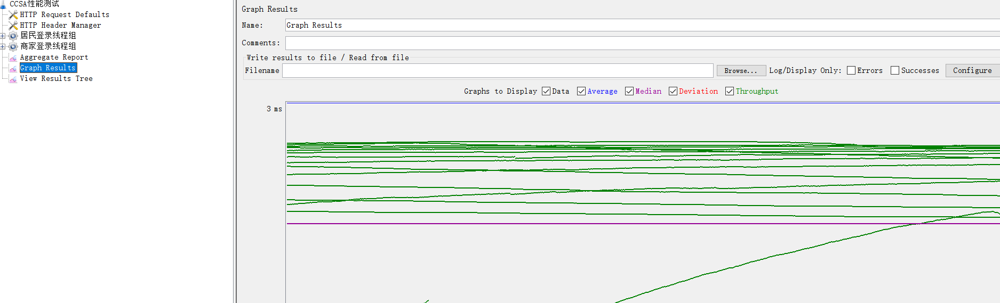 CCSA性能测试
HTTP Request Defaults
HTTP Header Manager
居民登录线程组
商家登录线程组
Aggregate Report
Graph Results
View Results Tree
Graph Results
Name: Graph Results
Comments:
Write results to file / Read from file
Filename Browse... Log/Display Only: Errors Successes Configure
Graphs to Display Data Average Median Deviation Throughput
3 ms